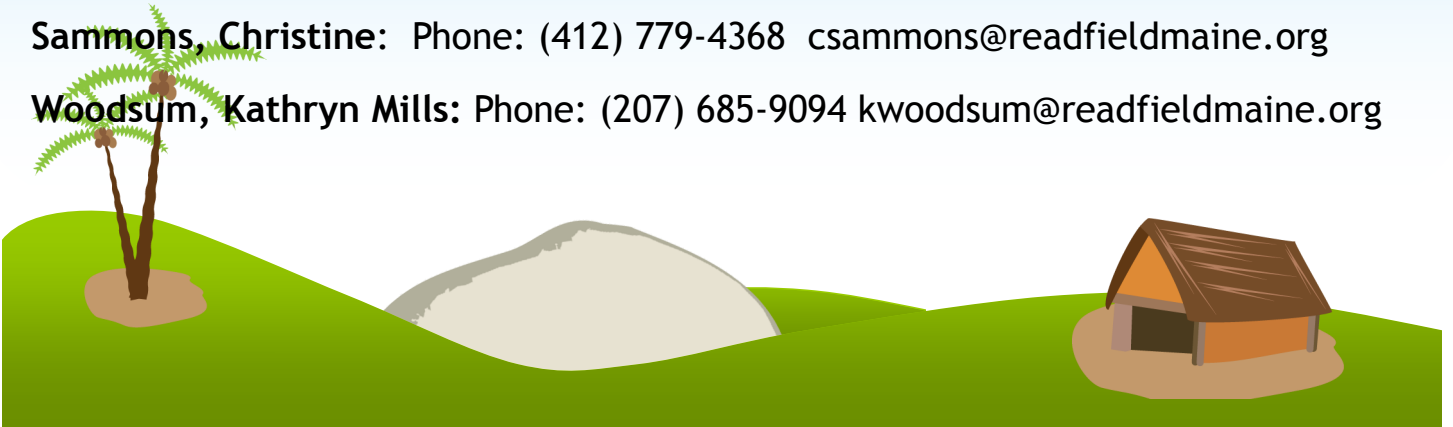 Sammons, Christine:  Phone: (412) 779-4368  csammons@readfieldmaine.org
Woodsum, Kathryn Mills: Phone: (207) 685-9094 kwoodsum@readfieldmaine.org